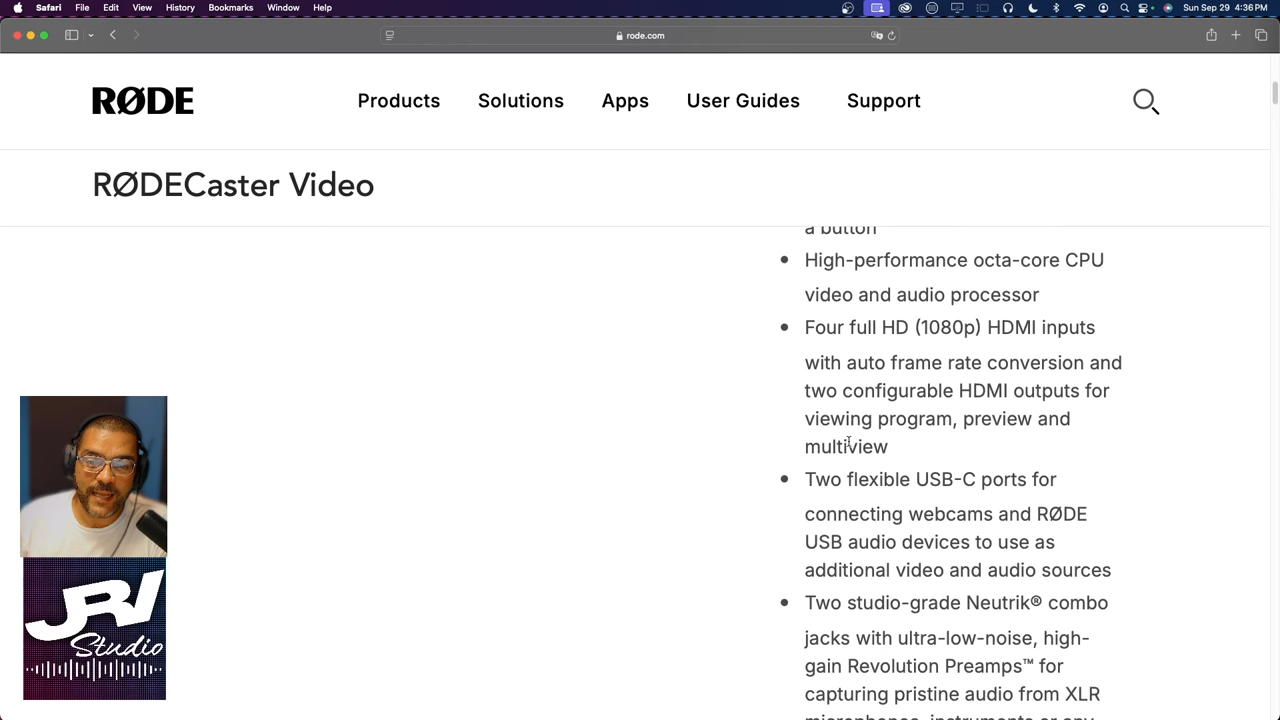 Safari File Edit View History Bookmarks Window Help Sun Sep 29 4:36 PM
rode.com
RØDE Products Solutions Apps User Guides Support
RØDECaster Video
a button
• High-performance octa-core CPU
video and audio processor
• Four full HD (1080p) HDMI inputs
with auto frame rate conversion and
two configurable HDMI outputs for
viewing program, preview and
multiview
• Two flexible USB-C ports for
connecting webcams and RØDE
USB audio devices to use as
additional video and audio sources
• Two studio-grade Neutrik® combo
jacks with ultra-low-noise, high-
gain Revolution Preamps™ for
capturing pristine audio from XLR
microphones, instruments or any
JRV
Studio